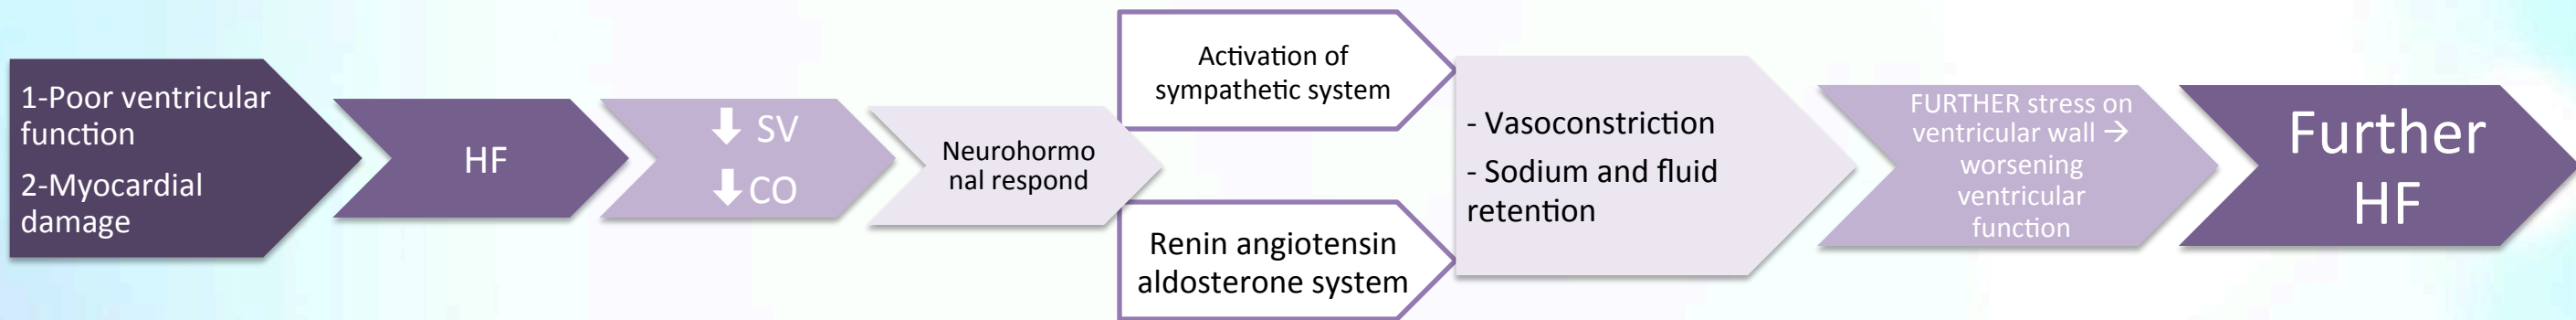 1-Poor ventricular
function
2-Myocardial
damage
HF
⬇ SV
⬇ CO
Neurohormo
nal respond
Activation of
sympathetic system
Renin angiotensin
aldosterone system
- Vasoconstriction
- Sodium and fluid
retention
FURTHER stress on
ventricular wall →
worsening
ventricular
function
Further
HF